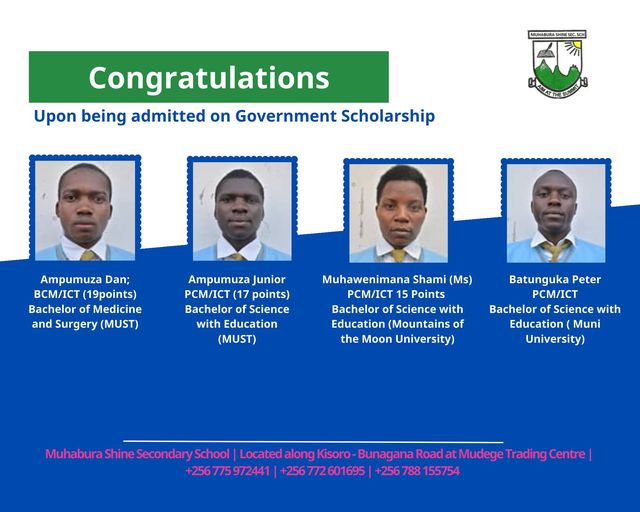 MUHABURA SHINE SEC. SCH
AIM AT THE SUMMIT
Congratulations
Upon being admitted on Government Scholarship
Ampumuza Dan;
BCM/ICT (19points)
Bachelor of Medicine
and Surgery (MUST)
Ampumuza Junior
PCM/ICT (17 points)
Bachelor of Science
with Education
(MUST)
Muhawenimana Shami (Ms)
PCM/ICT 15 Points
Bachelor of Science with
Education (Mountains of
the Moon University)
Batunguka Peter
PCM/ICT
Bachelor of Science with
Education ( Muni
University)
Muhabura Shine Secondary School | Located along Kisoro - Bunagana Road at Mudege Trading Centre |
+256 775 972441 | +256 772 601695 | +256 788 155754